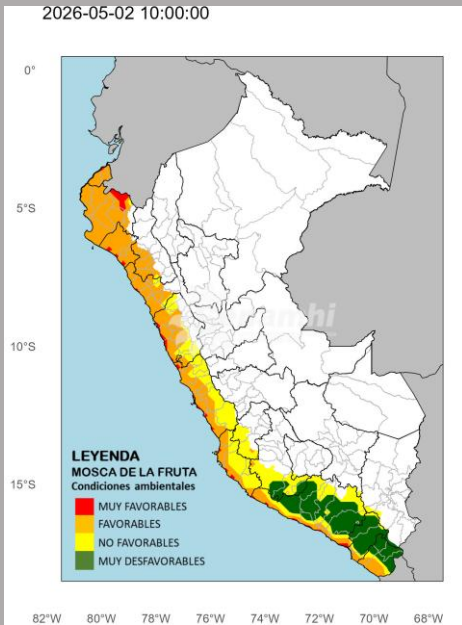 2026-05-02 10:00:00
0°
5°S
10°S
15°S
senamhi
LEYENDA
MOSCA DE LA FRUTA
Condiciones ambientales
MUY FAVORABLES
FAVORABLES
NO FAVORABLES
MUY DESFAVORABLES
82°W 80°W 78°W 76°W 74°W 72°W 70°W 68°W